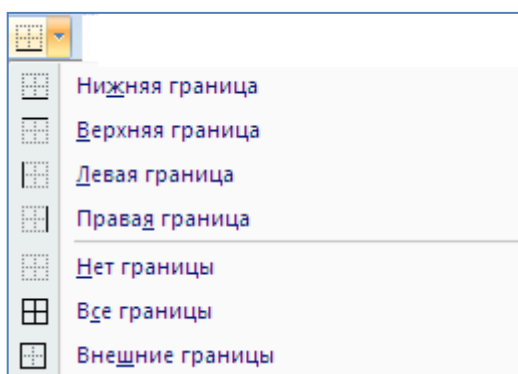 Нижняя граница
Верхняя граница
Левая граница
Правая граница
Нет границы
Все границы
Внешние границы